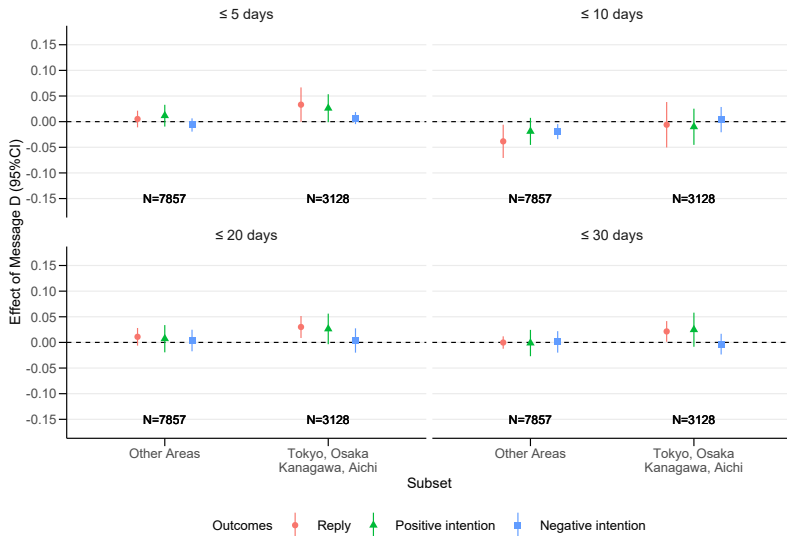 ≤ 5 days
≤ 10 days
0.15
0.10
0.05
0.00
-0.05
-0.10
-0.15
N=7857
N=3128
N=7857
N=3128
≤ 20 days
≤ 30 days
0.15
0.10
0.05
0.00
-0.05
-0.10
-0.15
N=7857
N=3128
N=7857
N=3128
Effect of Message D (95%CI)
Other Areas
Tokyo, Osaka
Kanagawa, Aichi
Other Areas
Tokyo, Osaka
Kanagawa, Aichi
Subset
Outcomes Reply Positive intention Negative intention